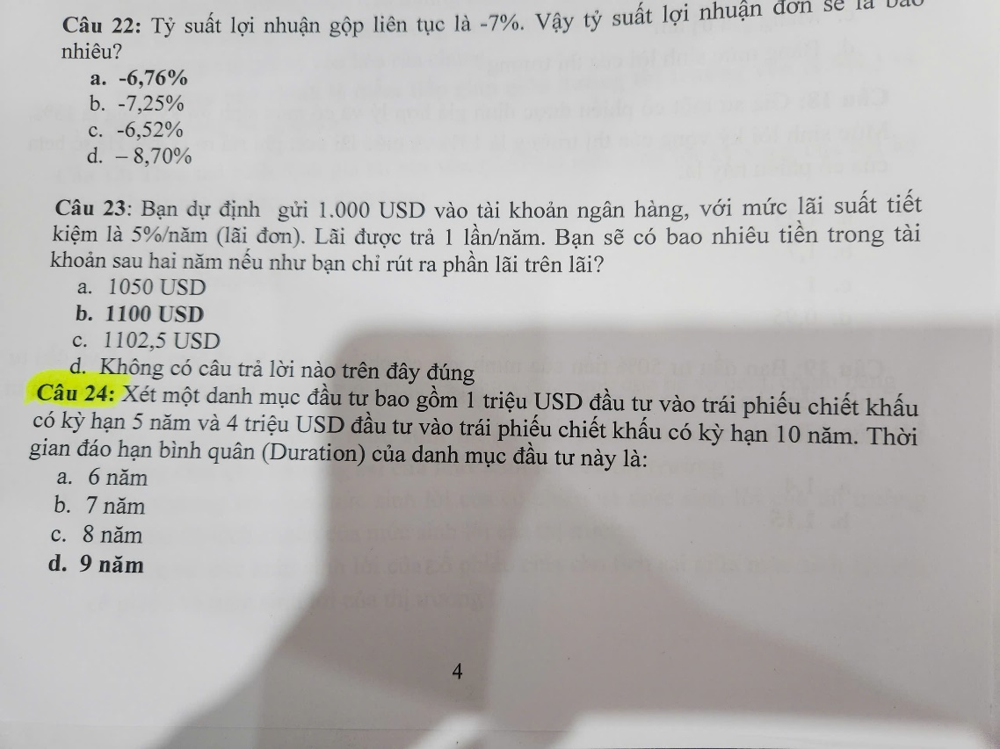 Câu 22: Tỷ suất lợi nhuận gộp liên tục là -7%. Vậy tỷ suất lợi nhuận đơn sẽ là bao
nhiêu?
a. -6,76%
b. -7,25%
c. -6,52%
d. – 8,70%
Câu 23: Bạn dự định gửi 1.000 USD vào tài khoản ngân hàng, với mức lãi suất tiết
kiệm là 5%/năm (lãi đơn). Lãi được trả 1 lần/năm. Bạn sẽ có bao nhiêu tiền trong tài
khoản sau hai năm nếu như bạn chỉ rút ra phần lãi trên lãi?
a. 1050 USD
b. 1100 USD
c. 1102,5 USD
d. Không có câu trả lời nào trên đây đúng
Câu 24: Xét một danh mục đầu tư bao gồm 1 triệu USD đầu tư vào trái phiếu chiết khấu
có kỳ hạn 5 năm và 4 triệu USD đầu tư vào trái phiếu chiết khấu có kỳ hạn 10 năm. Thời
gian đáo hạn bình quân (Duration) của danh mục đầu tư này là:
a. 6 năm
b. 7 năm
c. 8 năm
d. 9 năm
4